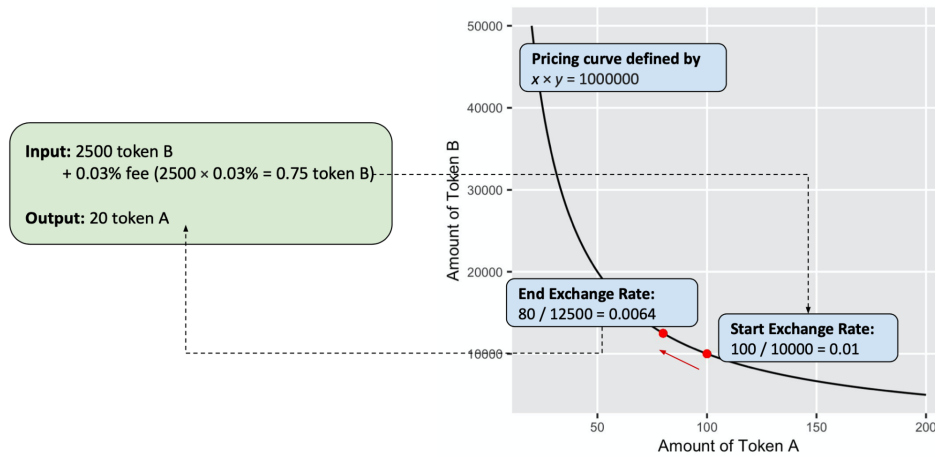 Input: 2500 token B
+ 0.03% fee (2500 × 0.03% = 0.75 token B)
Output: 20 token A
Pricing curve defined by
x × y = 1000000
End Exchange Rate:
80 / 12500 = 0.0064
Start Exchange Rate:
100 / 10000 = 0.01
Amount of Token B
50000
40000
30000
20000
10000
50
100
150
200
Amount of Token A